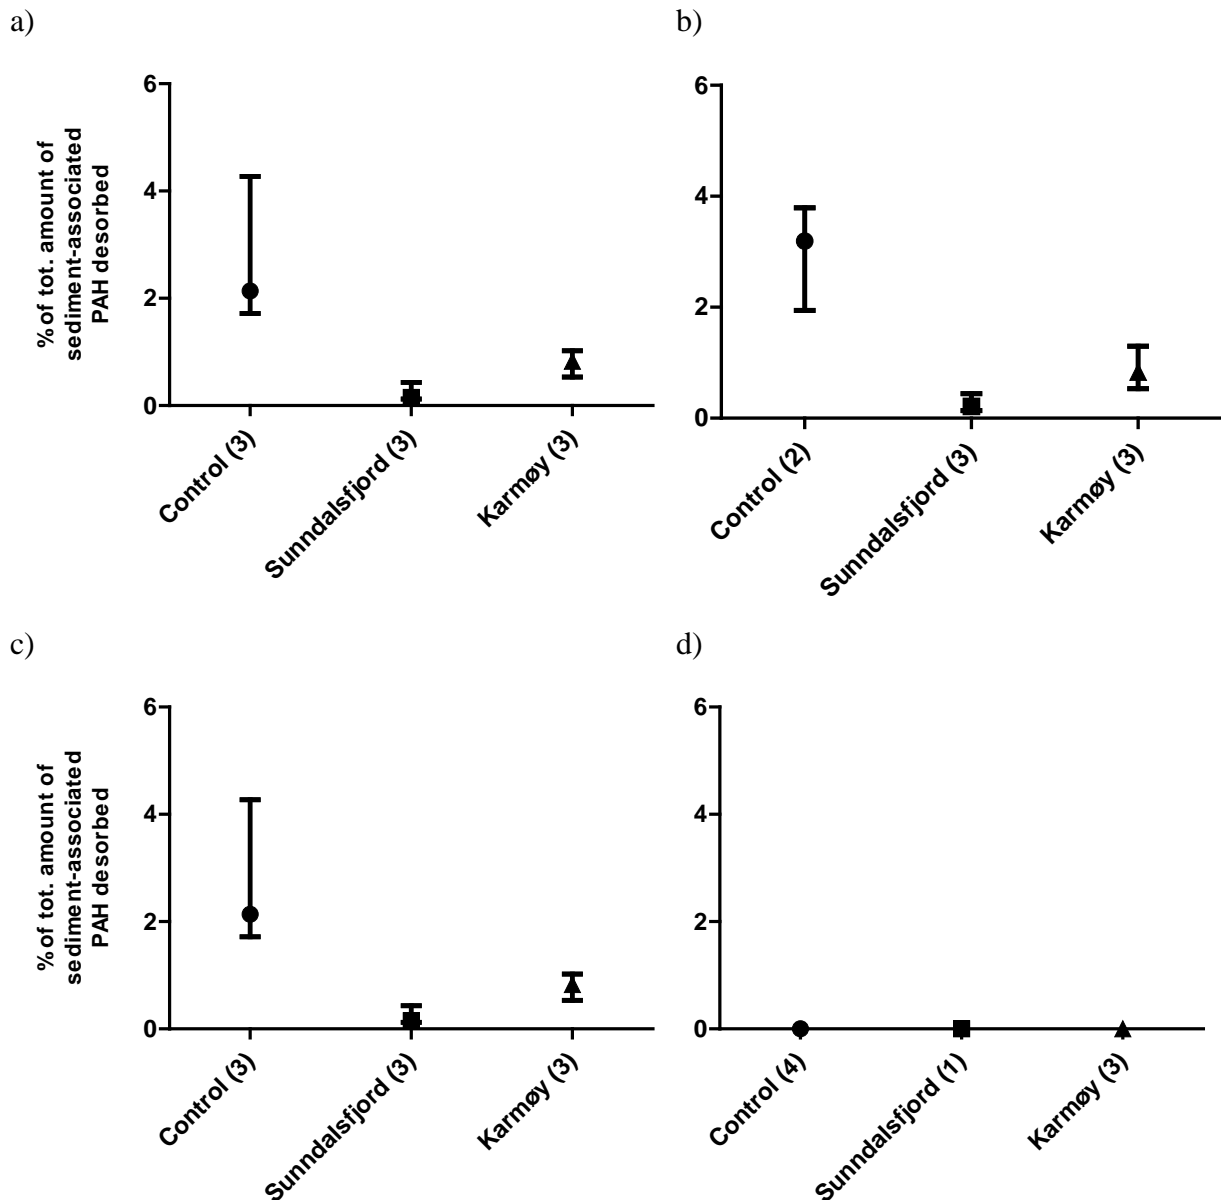 a)
% of tot. amount of
sediment-associated
PAH desorbed
6
4
2
0
Control (3)
Sunndalsfjord (3)
Karmøy (3)
b)
6
4
2
0
Control (2)
Sunndalsfjord (3)
Karmøy (3)
c)
% of tot. amount of
sediment-associated
PAH desorbed
6
4
2
0
Control (3)
Sunndalsfjord (3)
Karmøy (3)
d)
6
4
2
0
Control (4)
Sunndalsfjord (1)
Karmøy (3)